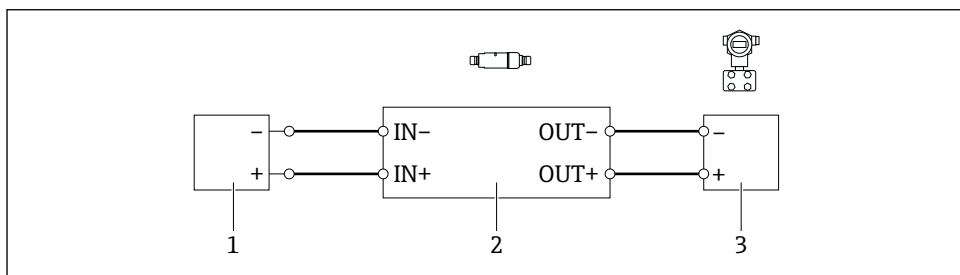 − IN− OUT− −
+ IN+ OUT+ +
1 2 3